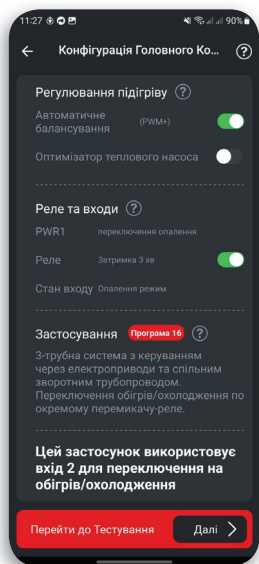 11:27 90%
Конфігурація Головного Ко... ?
Регулювання підігріву ?
Автоматичне балансування (PWM+)
Оптимізатор теплового насоса
Реле та входи ?
PWR1 переключення опалення
Реле Затримка 3 хв
Стан входу Опалення режим
Застосування Програма 16 ?
3-трубна система з керуванням
через електроприводи та спільним
зворотним трубопроводом.
Переключення обігрів/охолодження по
окремому перемикачу-реле.
Цей застосунок використовує
вхід 2 для переключення на
обігрів/охолодження
Перейти до Тестування Далі